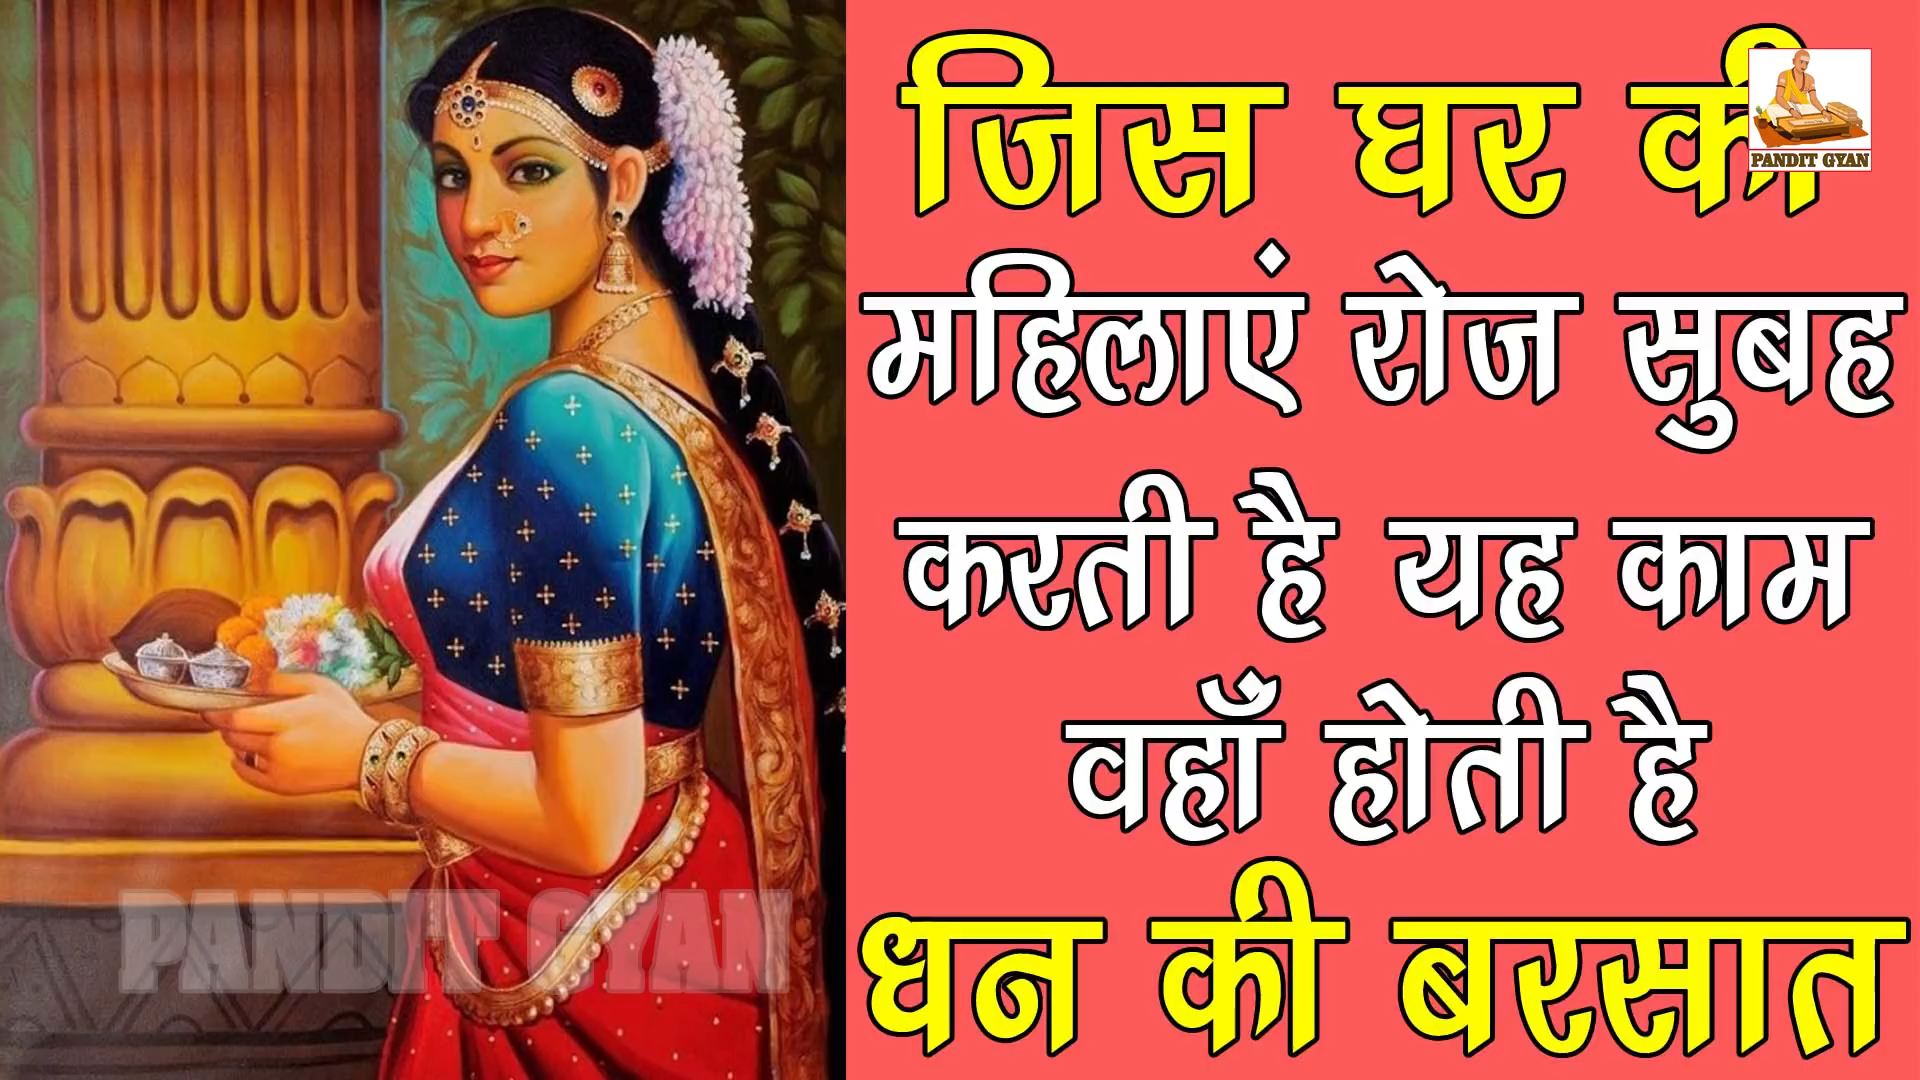 जिस घर की
PANDIT GYAN
महिलाएं रोज सुबह
करती है यह काम
वहाँ होती है
धन की बरसात
PANDIT GYAN